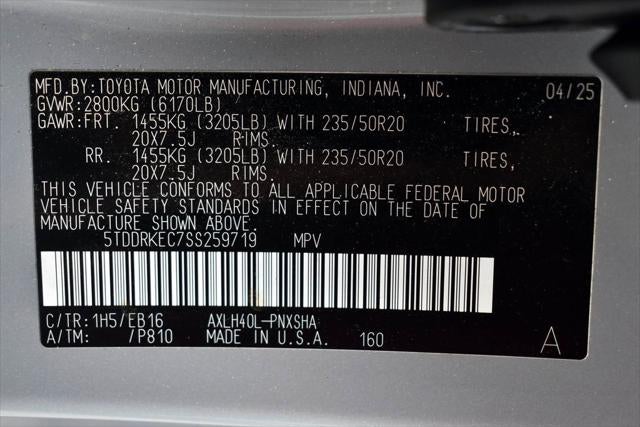 MFD.BY:TOYOTA MOTOR MANUFACTURING, INDIANA, INC. 04/25
GVWR:2800KG (6170LB)
GAWR:FRT. 1455KG (3205LB) WITH 235/50R20 TIRES,
20X7.5J RIMS.
RR. 1455KG (3205LB) WITH 235/50R20 TIRES,
20X7.5J RIMS.
THIS VEHICLE CONFORMS TO ALL APPLICABLE FEDERAL MOTOR
VEHICLE SAFETY STANDARDS IN EFFECT ON THE DATE OF
MANUFACTURE SHOWN ABOVE.
5TDDRKEC7SS259719 MPV
C/TR:1H5/EB16 AXLH40L-PNXSHA
A/TM: /P810 MADE IN U.S.A. 160 A